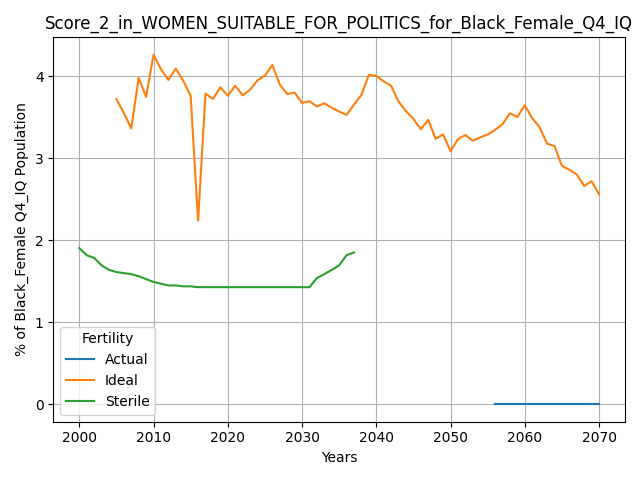 Score_2_in_WOMEN_SUITABLE_FOR_POLITICS_for_Black_Female_Q4_IQ
% of Black_Female Q4_IQ Population
4
3
2
1
0
Fertility
Actual
Ideal
Sterile
2000 2010 2020 2030 2040 2050 2060 2070
Years